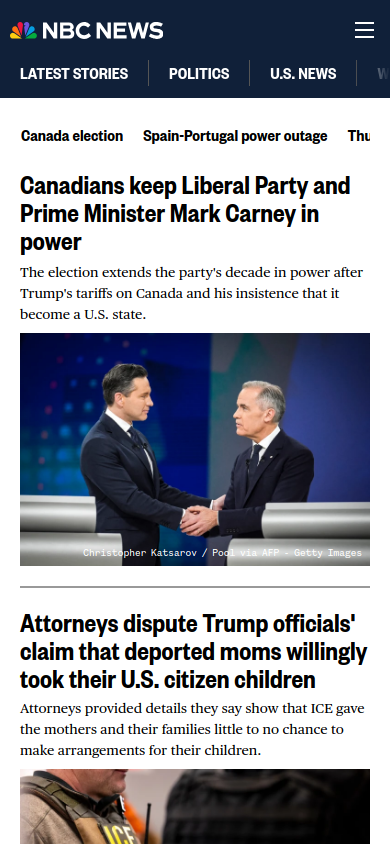 NBC NEWS
LATEST STORIES
POLITICS
U.S. NEWS
Canada election
Spain-Portugal power outage
Canadians keep Liberal Party and
Prime Minister Mark Carney in
power
The election extends the party's decade in power after
Trump's tariffs on Canada and his insistence that it
become a U.S. state.
Christopher Katsarov / Pool via AFP - Getty Images
Attorneys dispute Trump officials'
claim that deported moms willingly
took their U.S. citizen children
Attorneys provided details they say show that ICE gave
the mothers and their families little to no chance to
make arrangements for their children.
ICE